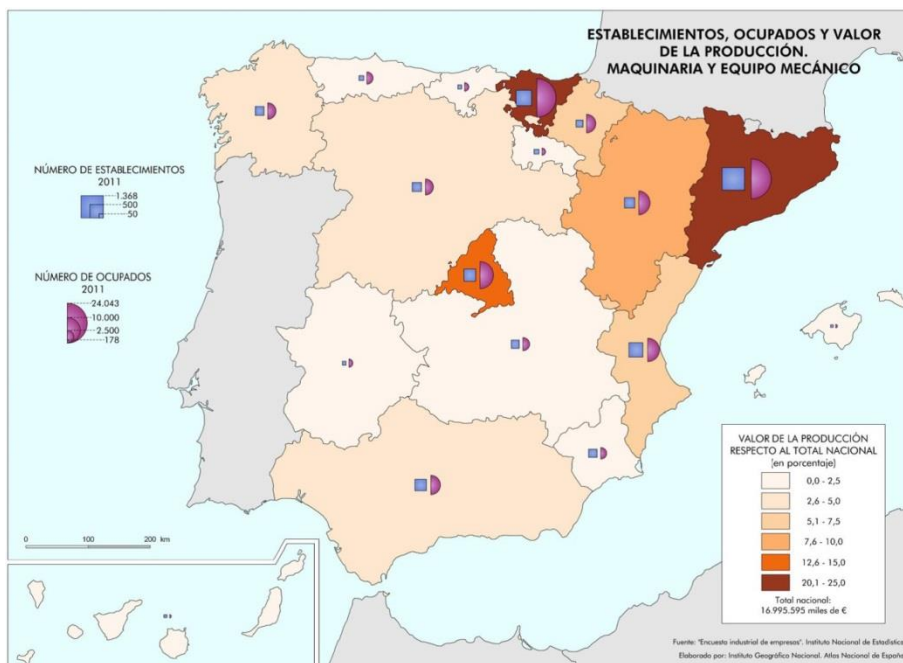 ESTABLECIMIENTOS, OCUPADOS Y VALOR
DE LA PRODUCCIÓN.
MAQUINARIA Y EQUIPO MECÁNICO
NÚMERO DE ESTABLECIMIENTOS
2011
1.368
500
50
NÚMERO DE OCUPADOS
2011
24.043
10.000
2.500
178
0 100 200 km
VALOR DE LA PRODUCCIÓN
RESPECTO AL TOTAL NACIONAL
(en porcentaje)
0,0 - 2,5
2,6 - 5,0
5,1 - 7,5
7,6 - 10,0
12,6 - 15,0
20,1 - 25,0
Total nacional:
16.995.595 miles de €
Fuente: "Encuesta industrial de empresas". Instituto Nacional de Estadístic
Elaborado por: Instituto Geográfico Nacional. Atlas Nacional de Españ